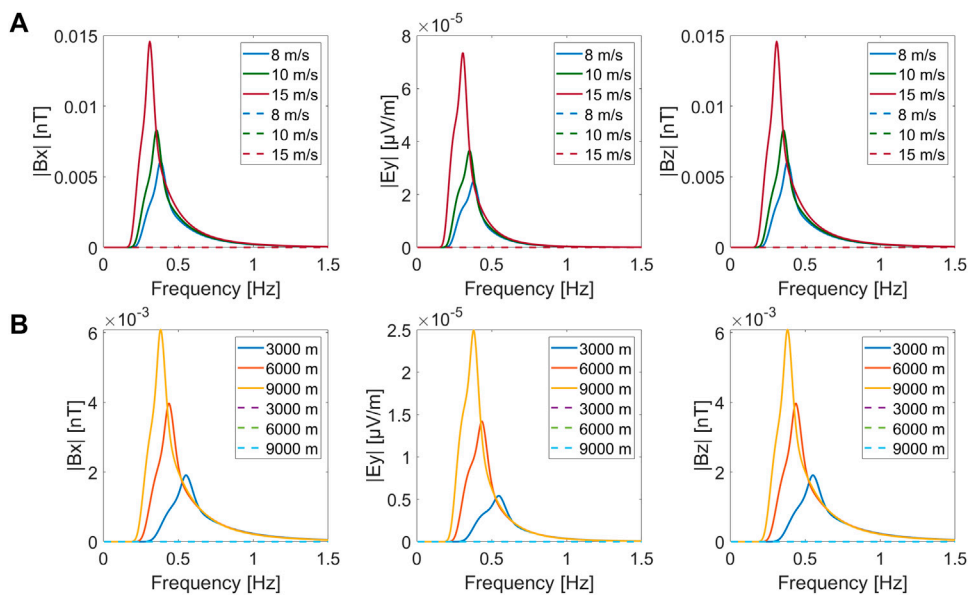 A
0.015
0.01
0.005
0
|Bx| [nT]
0 0.5 1 1.5
Frequency [Hz]
8 m/s
10 m/s
15 m/s
8 m/s
10 m/s
15 m/s
×10⁻⁵
8
6
4
2
0
|Ey| [μV/m]
0 0.5 1 1.5
Frequency [Hz]
8 m/s
10 m/s
15 m/s
8 m/s
10 m/s
15 m/s
0.015
0.01
0.005
0
|Bz| [nT]
0 0.5 1 1.5
Frequency [Hz]
8 m/s
10 m/s
15 m/s
8 m/s
10 m/s
15 m/s
B
×10⁻³
6
4
2
0
|Bx| [nT]
0 0.5 1 1.5
Frequency [Hz]
3000 m
6000 m
9000 m
3000 m
6000 m
9000 m
×10⁻⁵
2.5
2
1.5
1
0.5
0
|Ey| [μV/m]
0 0.5 1 1.5
Frequency [Hz]
3000 m
6000 m
9000 m
3000 m
6000 m
9000 m
×10⁻³
6
4
2
0
|Bz| [nT]
0 0.5 1 1.5
Frequency [Hz]
3000 m
6000 m
9000 m
3000 m
6000 m
9000 m